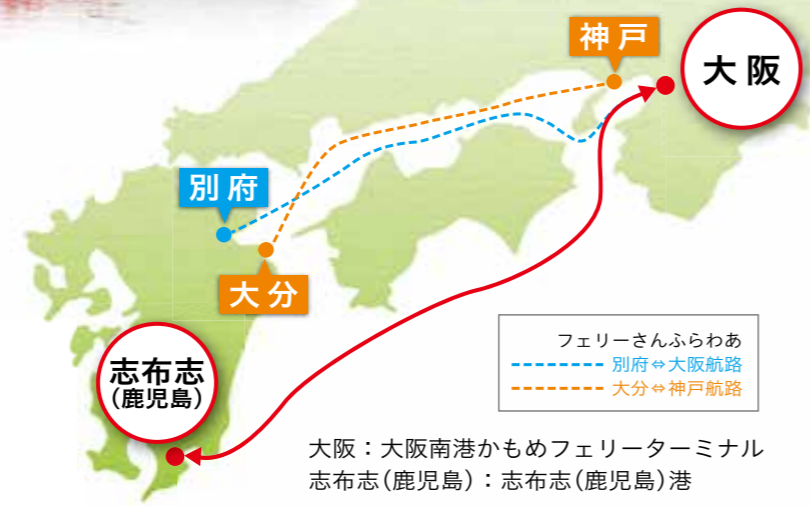 神戸
大阪
別府
大分
志布志
(鹿児島)
フェリーさんふらわあ
別府⇔大阪航路
大分⇔神戸航路
大阪：大阪南港かもめフェリーターミナル
志布志(鹿児島)：志布志(鹿児島)港